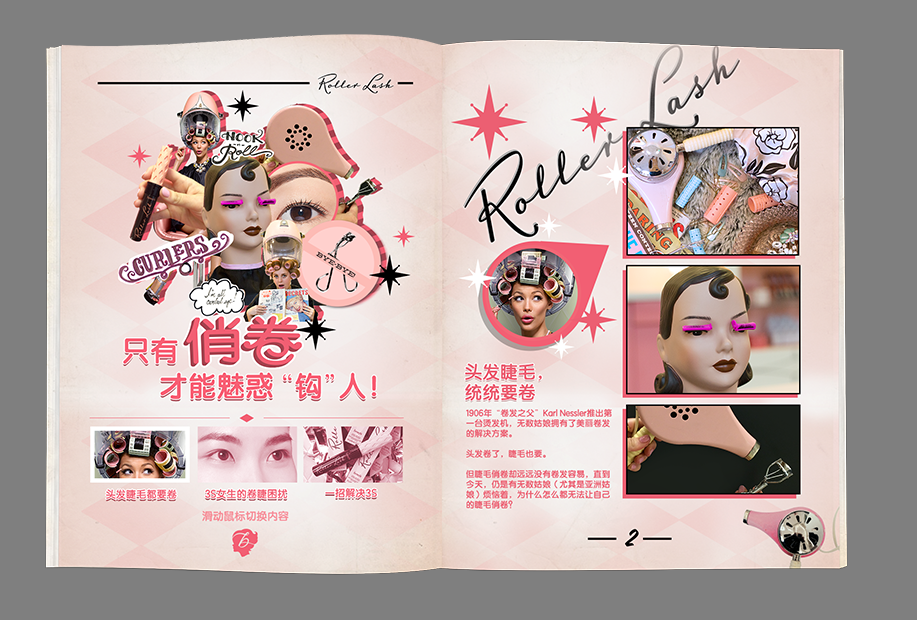 Roller Lash
NOOK
Roll
Roller Lash
CURLERS
BYE-BYE
I'm all
SECRETS
只有俏卷
才能魅惑“钩”人!
头发睫毛都要卷
3S女生的卷睫困扰
一招解决3S
滑动鼠标切换内容
b
Roller Lash
DARING
头发睫毛,
统统要卷
1906年“卷发之父”Karl Nessler推出第
一台烫发机,无数姑娘拥有了美丽卷发
的解决方案。
头发卷了,睫毛也要。
但睫毛俏卷却远远没有卷发容易,直到
今天,仍是有无数姑娘(尤其是亚洲姑
娘)烦恼着,为什么怎么都无法让自己
的睫毛俏卷?
2